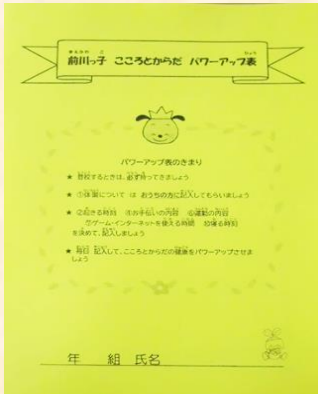 前川っ子 こころとからだ パワーアップ表
パワーアップ表のきまり
★ 登校するときは、必ず持ってきましょう
★ ①体温については おうちの方に記入してもらいましょう
★ ②起きる時刻 ④お手伝いの内容 ⑥運動の内容
⑦ゲーム・インターネットを使える時間 ⑧寝る時刻
を決めて、記入しましょう
★ 毎日 記入して、こころとからだの健康をパワーアップさせま
しょう
年 組 氏名